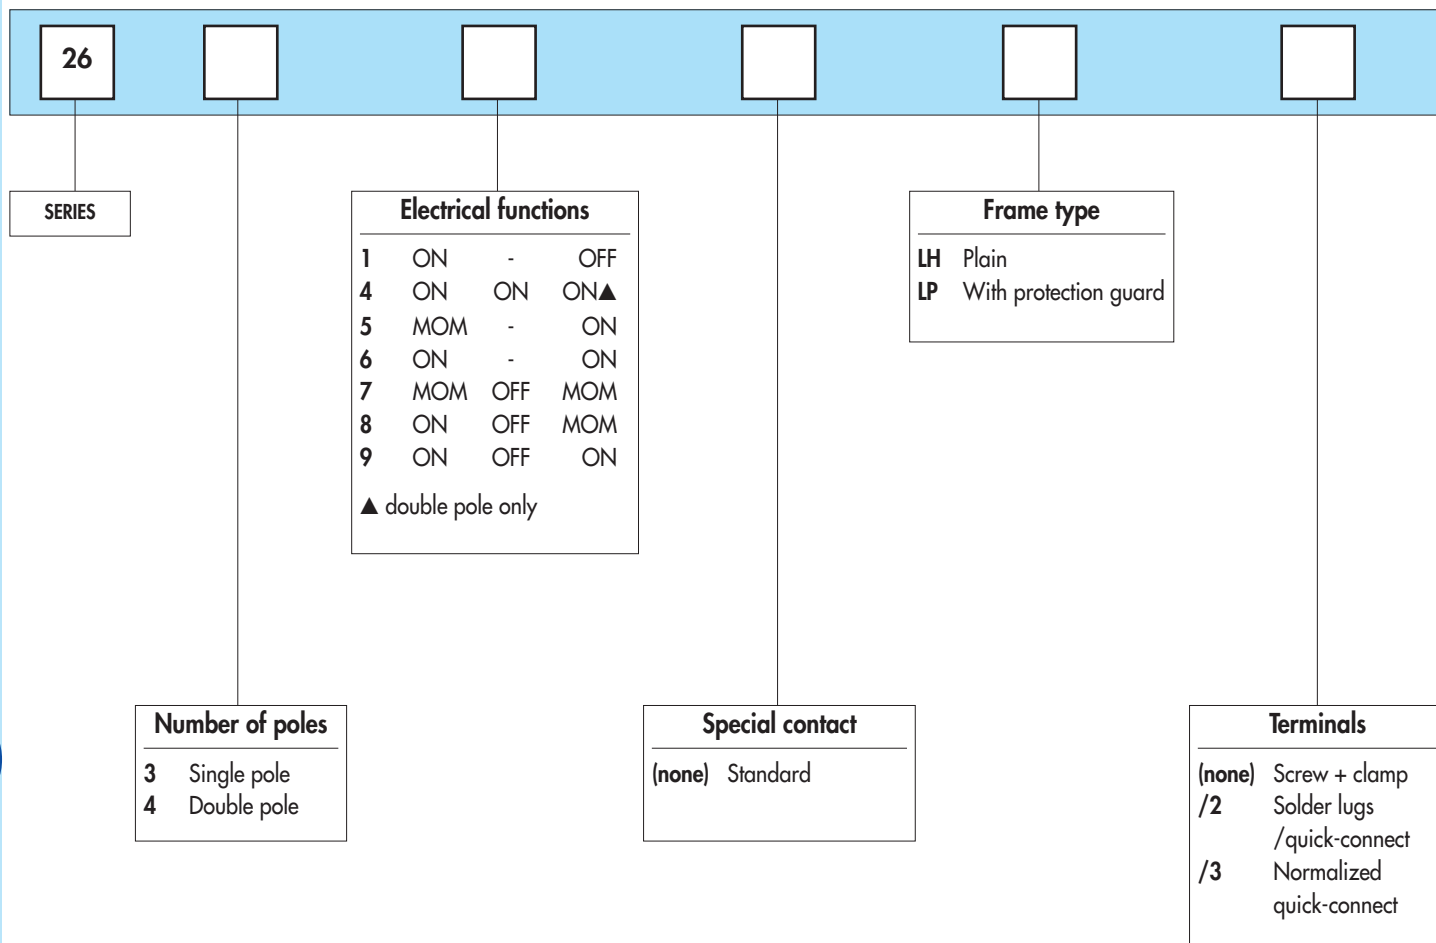 26
SERIES
Electrical functions
1 ON - OFF
4 ON ON ON▲
5 MOM - ON
6 ON - ON
7 MOM OFF MOM
8 ON OFF MOM
9 ON OFF ON
▲ double pole only
Frame type
LH Plain
LP With protection guard
Number of poles
3 Single pole
4 Double pole
Special contact
(none) Standard
Terminals
(none) Screw + clamp
/2 Solder lugs
/quick-connect
/3 Normalized
quick-connect